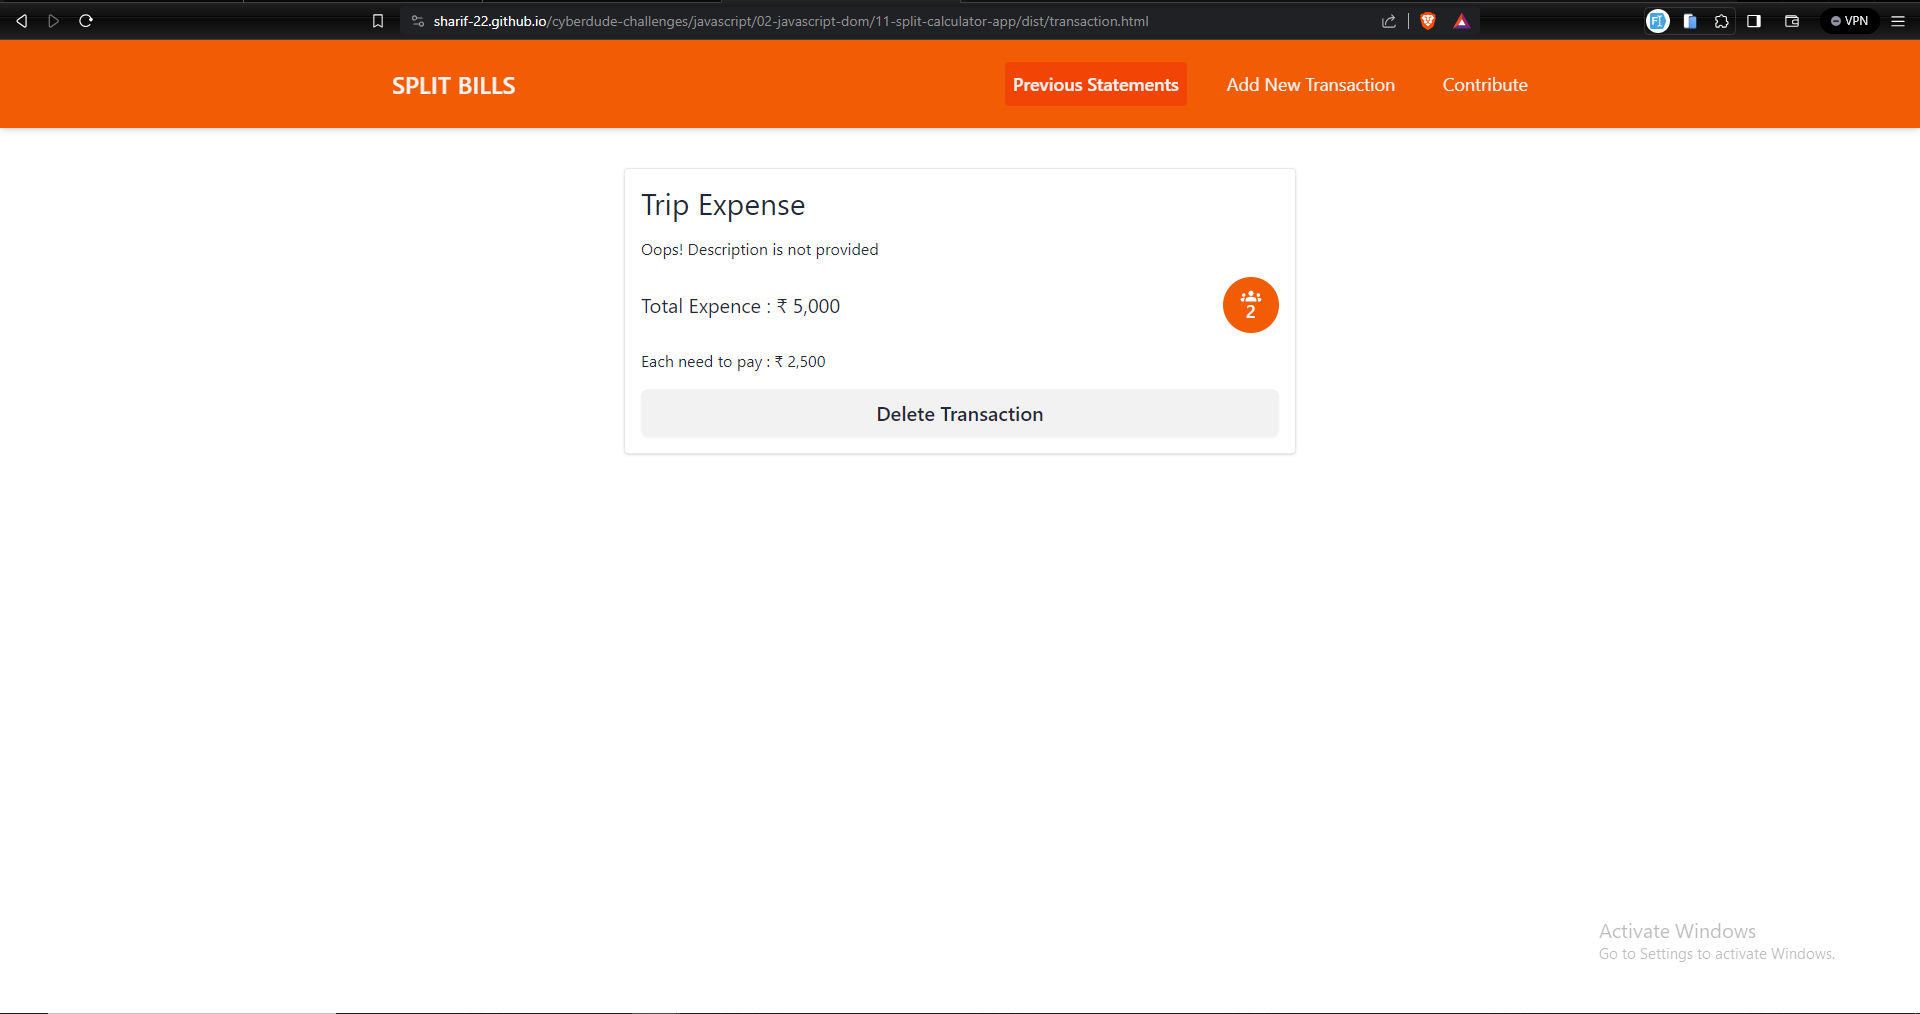 sharif-22.github.io/cyberdude-challenges/javascript/02-javascript-dom/11-split-calculator-app/dist/transaction.html
VPN
SPLIT BILLS
Previous Statements
Add New Transaction
Contribute
Trip Expense
Oops! Description is not provided
Total Expence : ₹ 5,000
2
Each need to pay : ₹ 2,500
Delete Transaction
Activate Windows
Go to Settings to activate Windows.